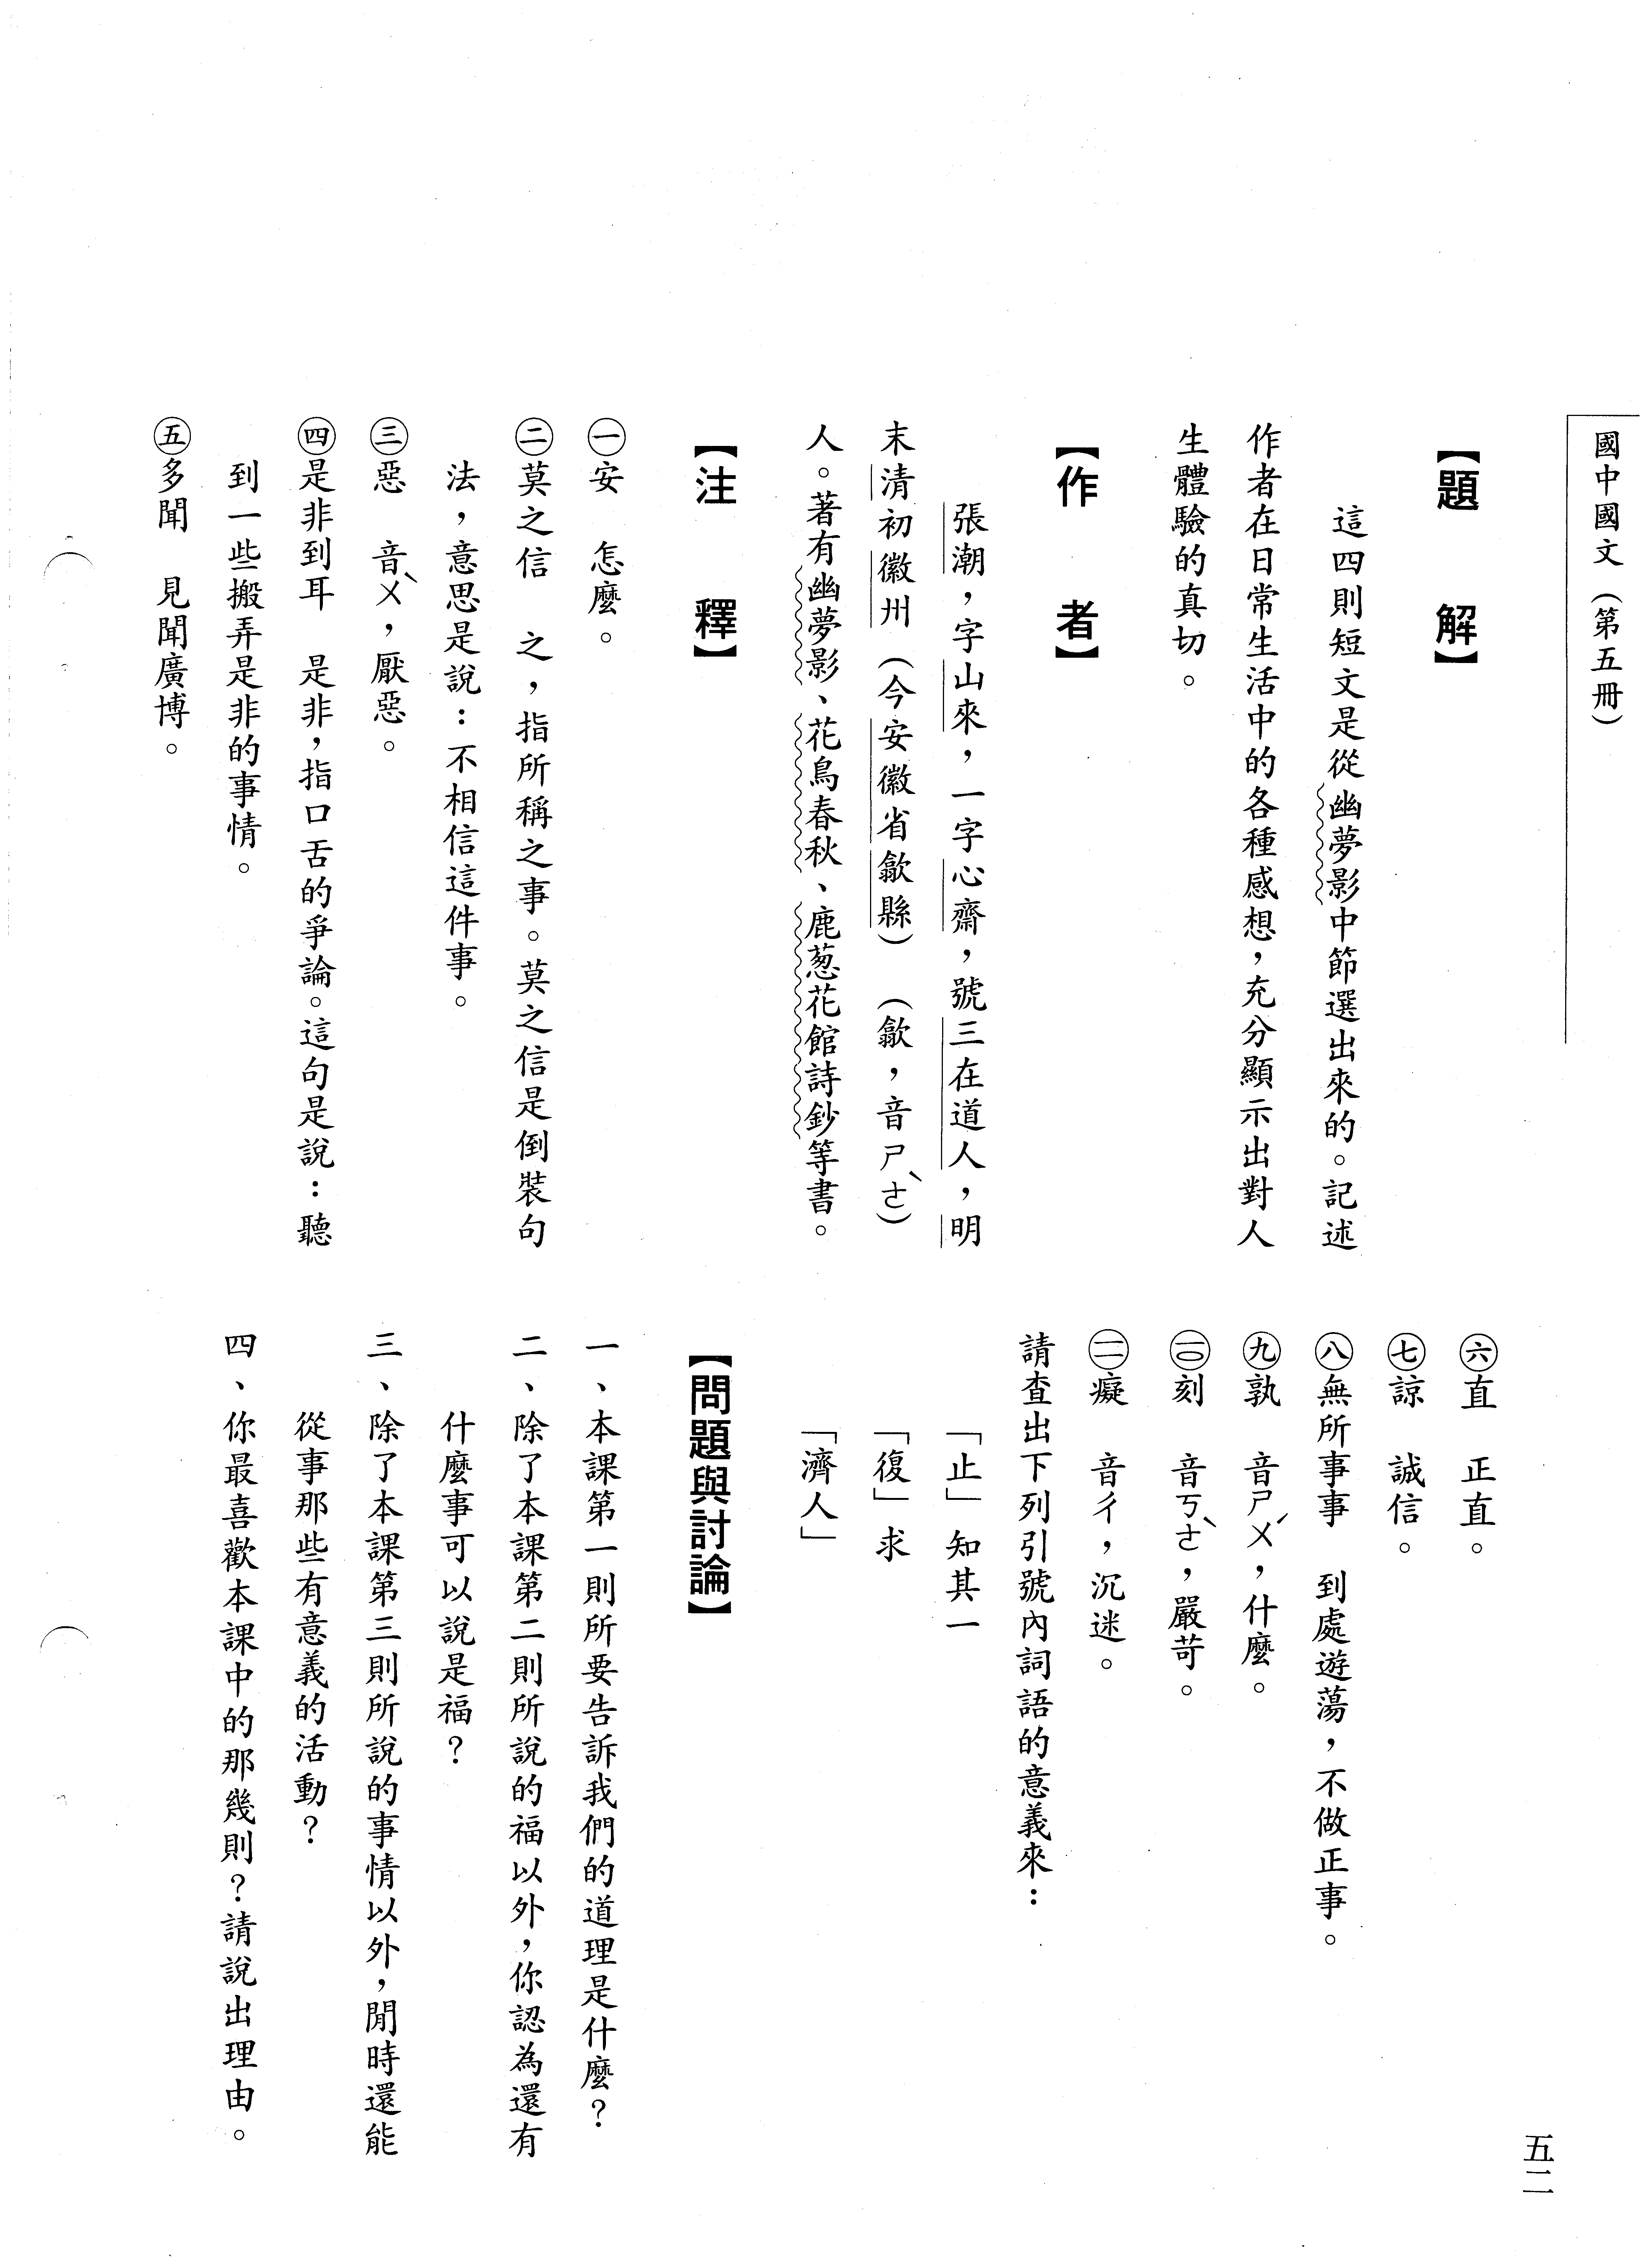 國中國文（第五冊）
【題　解】
這四則短文是從幽夢影中節選出來的。記述
作者在日常生活中的各種感想，充分顯示出對人
生體驗的真切。
【作　者】
張潮，字山來，一字心齋，號三在道人，明
末清初徽州（今安徽省歙縣）（歙，音ㄕㄜˋ）
人。著有幽夢影、花鳥春秋、鹿葱花館詩鈔等書。
【注　釋】
㊀安　怎麼。
㊁莫之信　之，指所稱之事。莫之信是倒裝句
法，意思是說：不相信這件事。
㊂惡　音ㄨˋ，厭惡。
㊃是非到耳　是非，指口舌的爭論。這句是說：聽
到一些搬弄是非的事情。
㊄多聞　見聞廣博。
㊅直　正直。
㊆諒　誠信。
㊇無所事事　到處遊蕩，不做正事。
㊈孰　音ㄕㄨˊ，什麼。
(一〇)刻　音ㄎㄜˋ，嚴苛。
(一一)癡　音ㄔ，沉迷。
請查出下列引號內詞語的意義來：
「止」知其一
「復」求
「濟人」
【問題與討論】
一、本課第一則所要告訴我們的道理是什麼？
二、除了本課第二則所說的福以外，你認為還有
什麼事可以說是福？
三、除了本課第三則所說的事情以外，閒時還能
從事那些有意義的活動？
四、你最喜歡本課中的那幾則？請說出理由。
五二